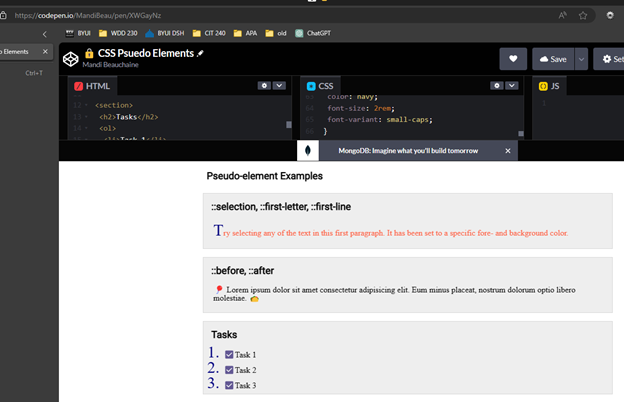 https://codepen.io/MandiBeau/pen/XWGayNz
BYUI
WDD 230
BYUI DSH
CIT 240
APA
old
ChatGPT
o Elements
Ctrl+T
CSS Psuedo Elements
Mandi Beauchaine
Save
Set
HTML
CSS
JS
12
<section>
13
<h2>Tasks</h2>
14
<ol>
<li>Task 1</li>
color: navy;
64
font-size: 2rem;
65
font-variant: small-caps;
66
}
1
MongoDB: Imagine what you'll build tomorrow
Pseudo-element Examples
::selection, ::first-letter, ::first-line
Try selecting any of the text in this first paragraph. It has been set to a specific fore- and background color.
::before, ::after
Lorem ipsum dolor sit amet consectetur adipisicing elit. Eum minus placeat, nostrum dolorum optio libero
molestiae.
Tasks
1. Task 1
2. Task 2
3. Task 3